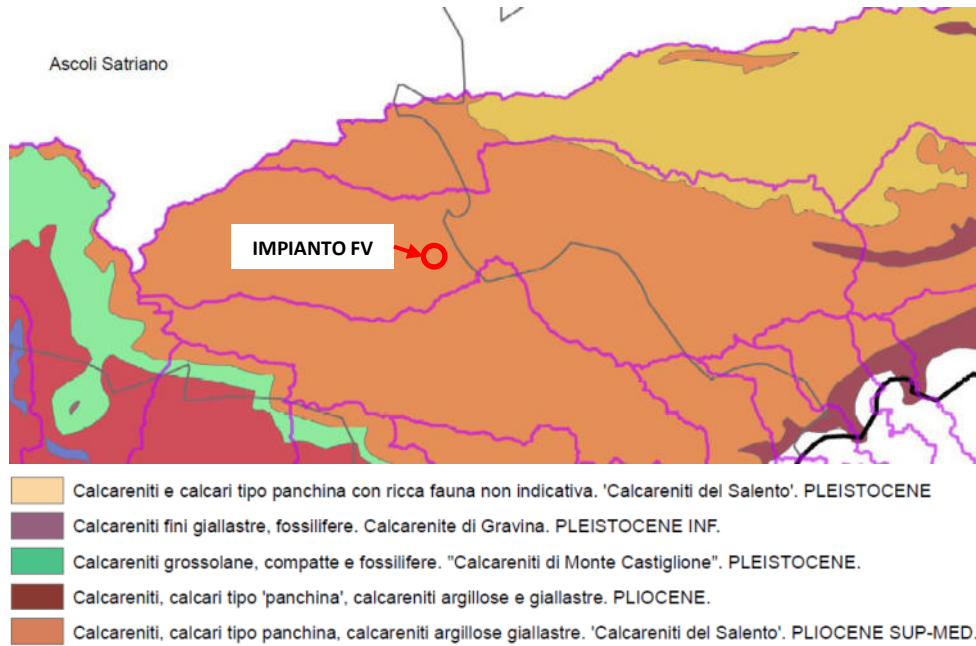 Ascoli Satriano
IMPIANTO FV
Calcareniti e calcari tipo panchina con ricca fauna non indicativa. 'Calcareniti del Salento'. PLEISTOCENE
Calcareniti fini giallastre, fossilifere. Calcarenite di Gravina. PLEISTOCENE INF.
Calcareniti grossolane, compatte e fossilifere. "Calcareniti di Monte Castiglione". PLEISTOCENE.
Calcareniti, calcari tipo 'panchina', calcareniti argillose e giallastre. PLIOCENE.
Calcareniti, calcari tipo panchina, calcareniti argillose giallastre. 'Calcareniti del Salento'. PLIOCENE SUP-MED.